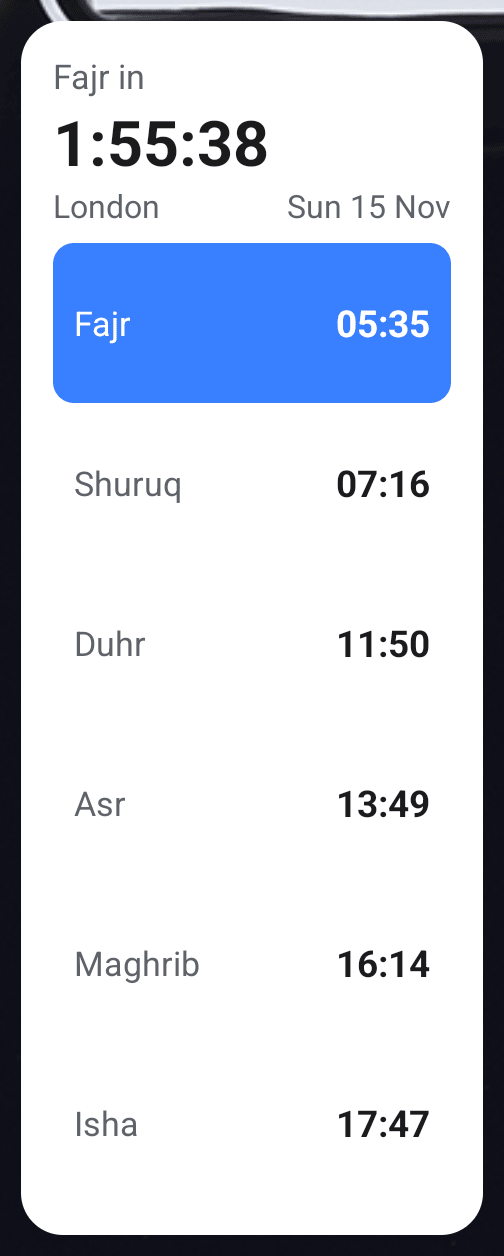 Fajr in
1:55:38
London Sun 15 Nov
Fajr 05:35
Shuruq 07:16
Duhr 11:50
Asr 13:49
Maghrib 16:14
Isha 17:47